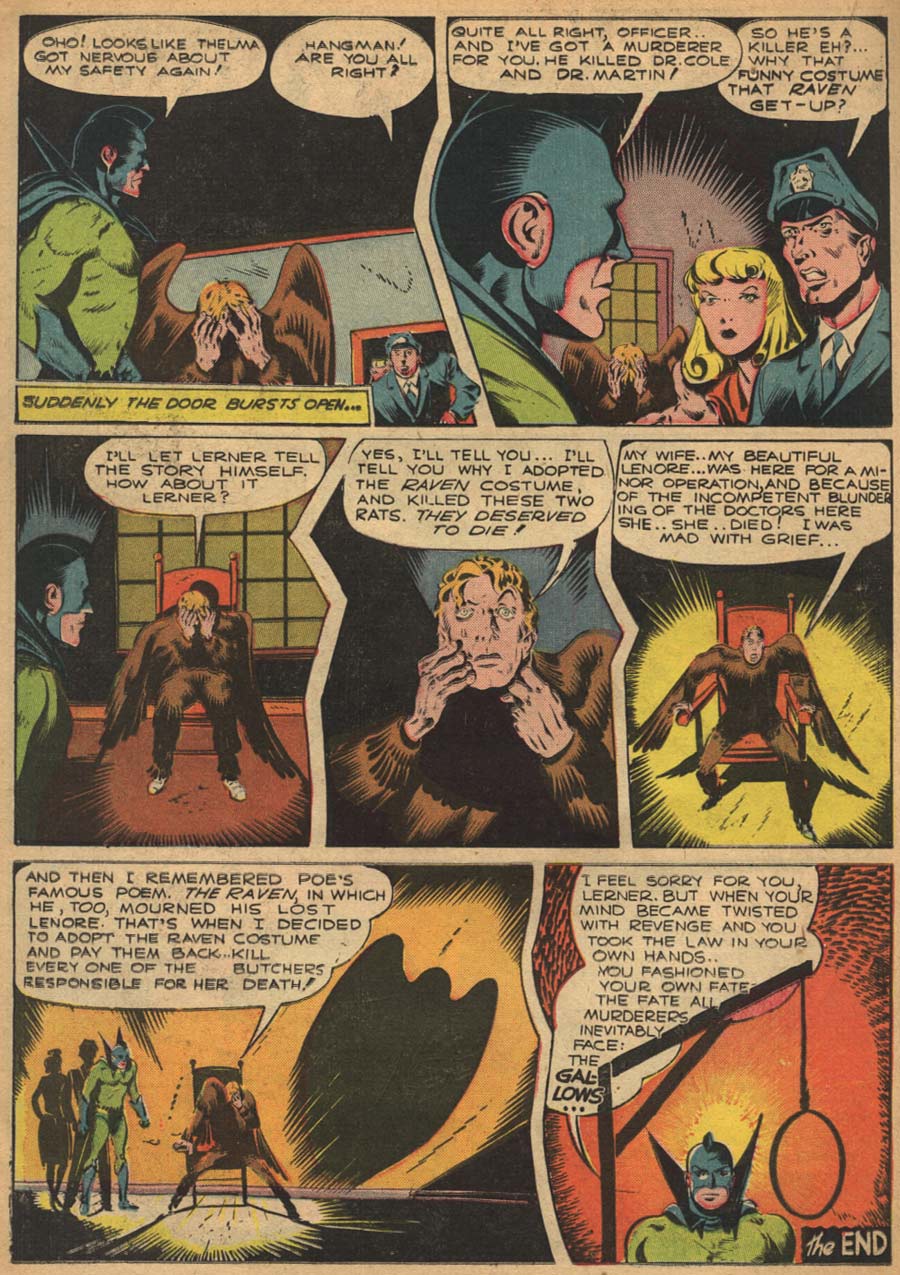 OHO! LOOKS LIKE THELMA
GOT NERVOUS ABOUT
MY SAFETY AGAIN!
HANGMAN!
ARE YOU ALL
RIGHT?
SUDDENLY THE DOOR BURSTS OPEN...
QUITE ALL RIGHT, OFFICER..
AND I'VE GOT A MURDERER
FOR YOU. HE KILLED DR. COLE
AND DR. MARTIN!
SO HE'S A
KILLER EH?...
WHY THAT
FUNNY COSTUME
THAT RAVEN
GET-UP?
I'LL LET LERNER TELL
THE STORY HIMSELF.
HOW ABOUT IT
LERNER?
YES, I'LL TELL YOU... I'LL
TELL YOU WHY I ADOPTED
THE RAVEN COSTUME,
AND KILLED THESE TWO
RATS. THEY DESERVED
TO DIE!
MY WIFE..MY BEAUTIFUL
LENORE...WAS HERE FOR A MI-
NOR OPERATION, AND BECAUSE
OF THE INCOMPETENT BLUNDER
ING OF THE DOCTORS HERE
SHE..SHE..DIED! I WAS
MAD WITH GRIEF...
AND THEN I REMEMBERED POE'S
FAMOUS POEM. THE RAVEN, IN WHICH
HE, TOO, MOURNED HIS LOST
LENORE. THAT'S WHEN I DECIDED
TO ADOPT THE RAVEN COSTUME
AND PAY THEM BACK...KILL
EVERY ONE OF THE BUTCHERS
RESPONSIBLE FOR HER DEATH!
I FEEL SORRY FOR YOU,
LERNER. BUT WHEN YOUR
MIND BECAME TWISTED
WITH REVENGE AND YOU
TOOK THE LAW IN YOUR
OWN HANDS..
YOU FASHIONED
YOUR OWN FATE-
THE FATE ALL
MURDERERS
INEVITABLY
FACE:
THE
GAL-
LOWS
...
the END